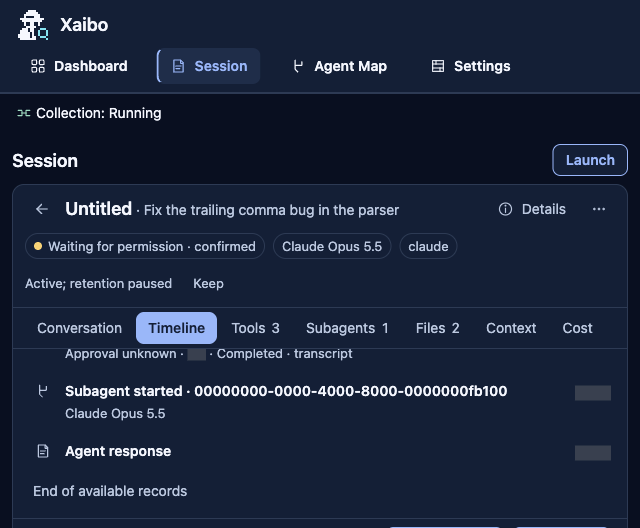 Xaibo
Dashboard Session Agent Map Settings
Collection: Running
Session Launch
Untitled · Fix the trailing comma bug in the parser Details ···
Waiting for permission · confirmed Claude Opus 5.5 claude
Active; retention paused Keep
Conversation Timeline Tools 3 Subagents 1 Files 2 Context Cost
Approval unknown · · Completed · transcript
Subagent started · 00000000-0000-4000-8000-0000000fb100
Claude Opus 5.5
Agent response
End of available records